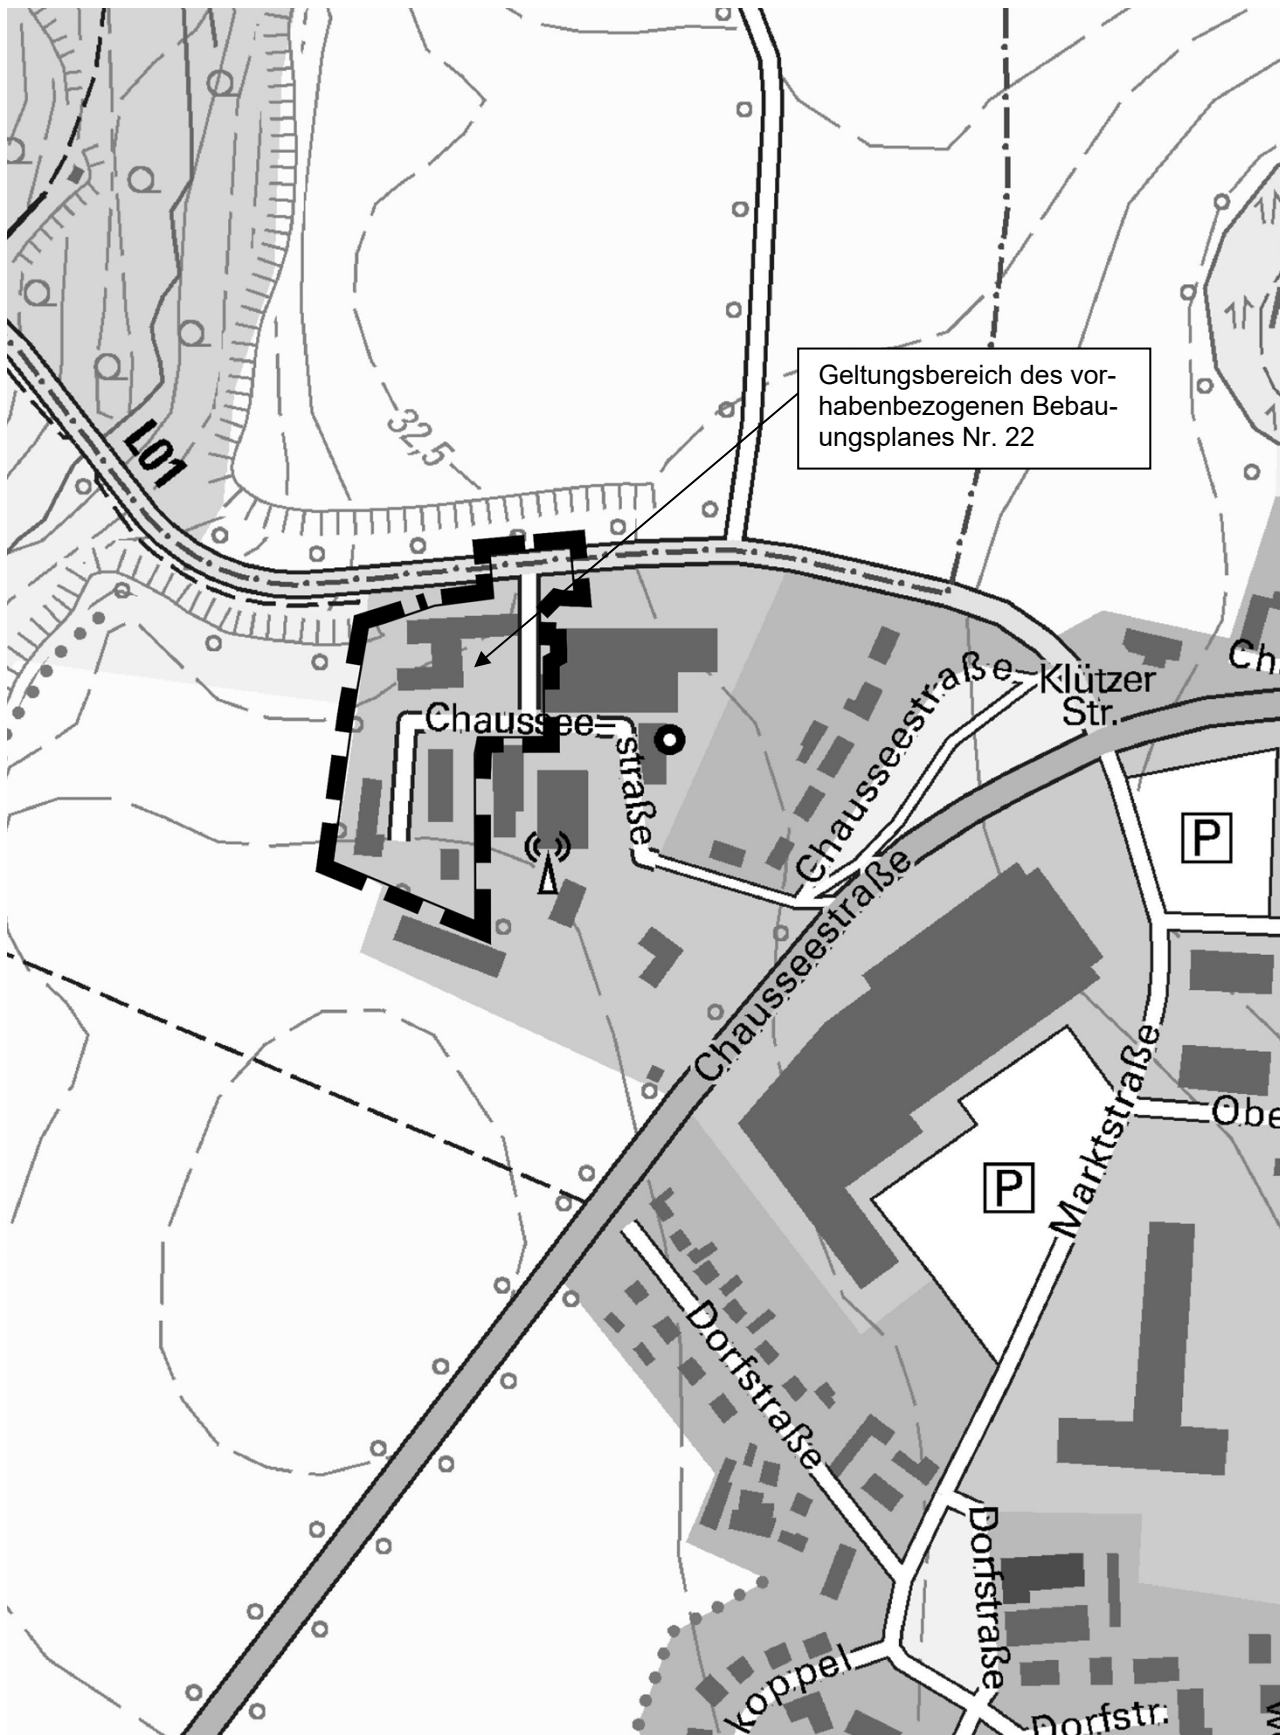 Geltungsbereich des vor-
habenbezogenen Bebau-
ungsplanes Nr. 22
32,5
L01
Chaussee-
straße
Chausseestraße
Klützer
Str.
Ch
P
Chausseestraße
Marktstraße
Obe
P
Dorfstraße
Dorfstraße
koppel
Dorfstr.